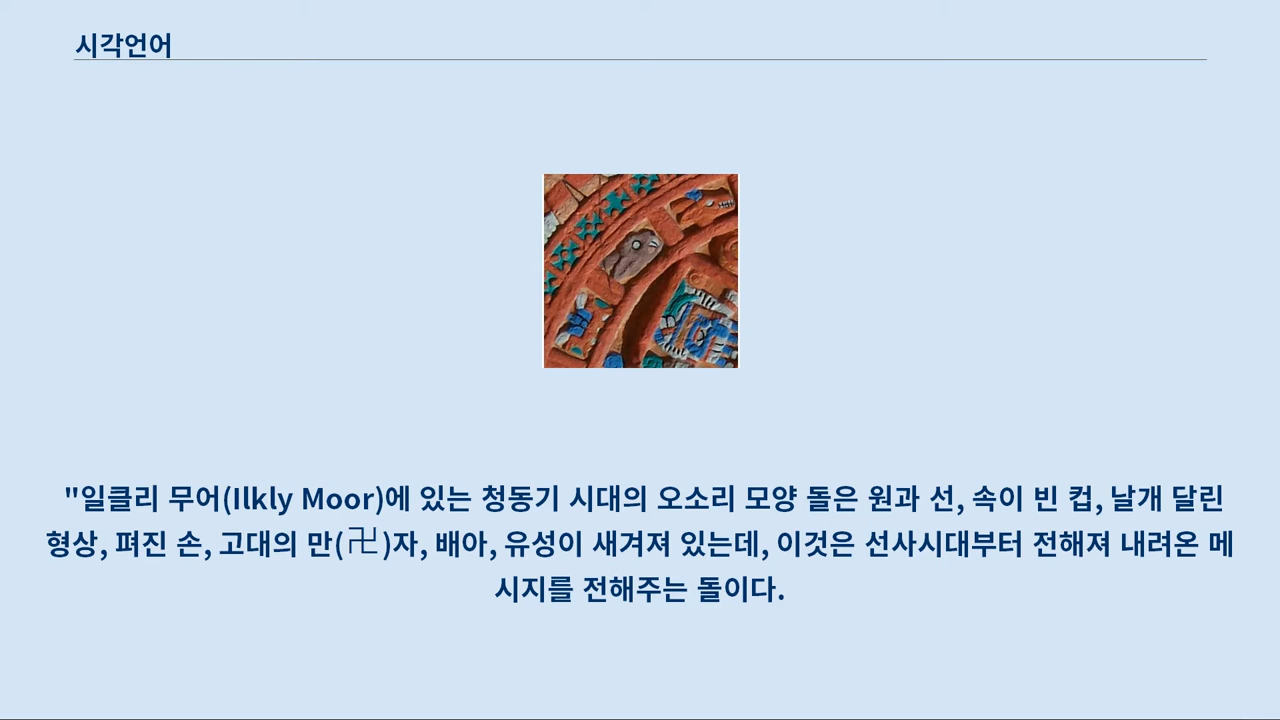 시각언어
"일클리 무어(Ilkly Moor)에 있는 청동기 시대의 오소리 모양 돌은 원과 선, 속이 빈 컵, 날개 달린
형상, 펴진 손, 고대의 만(卍)자, 배아, 유성이 새겨져 있는데, 이것은 선사시대부터 전해져 내려온 메
시지를 전해주는 돌이다.